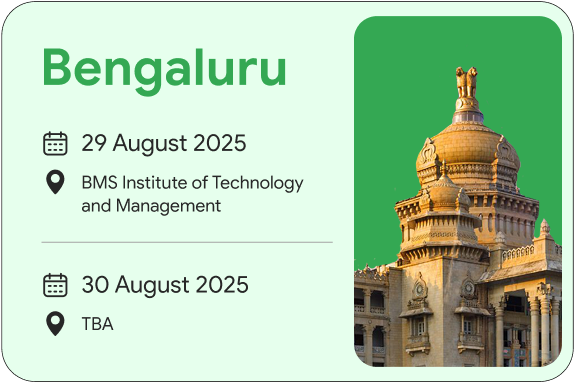 Bengaluru
29 August 2025
BMS Institute of Technology
and Management
30 August 2025
TBA